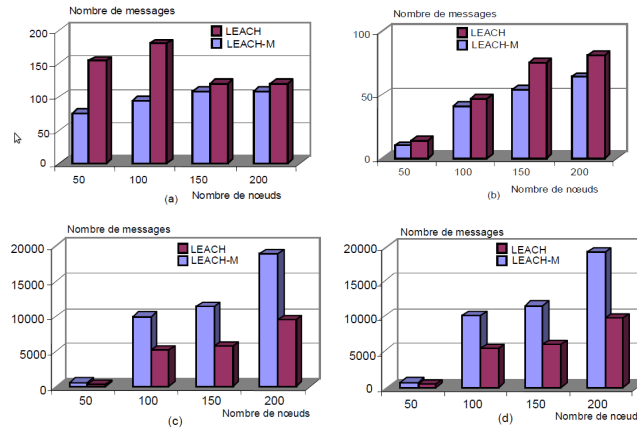 Nombre de messages
LEACH
LEACH-M
200
150
100
50
0
50 100 150 200
Nombre de nœuds
(a)
Nombre de messages
LEACH
LEACH-M
100
50
0
50 100 150 200
Nombre de nœuds
(b)
Nombre de messages
LEACH
LEACH-M
20000
15000
10000
5000
0
50 100 150 200
Nombre de nœuds
(c)
Nombre de messages
LEACH
LEACH-M
20000
15000
10000
5000
0
50 100 150 200
Nombre de nœuds
(d)